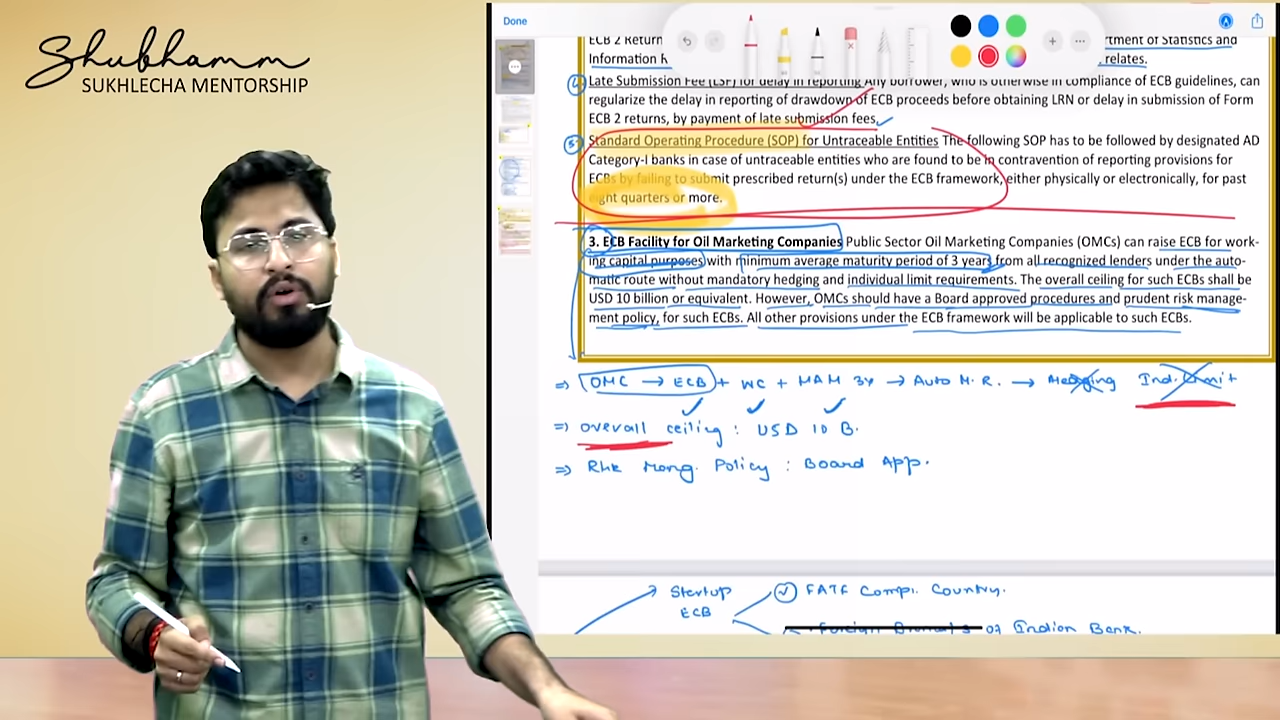 Shubhamm
SUKHLECHA MENTORSHIP
Done
ECB 2 Return
rtment of Statistics and
Information
relates.
4
Late Submission Fee (LSF) for delay in reporting Any borrower, who is otherwise in compliance of ECB guidelines, can
regularize the delay in reporting of drawdown of ECB proceeds before obtaining LRN or delay in submission of Form
ECB 2 returns, by payment of late submission fees.
5. Standard Operating Procedure (SOP) for Untraceable Entities The following SOP has to be followed by designated AD
Category-I banks in case of untraceable entities who are found to be in contravention of reporting provisions for
ECBs by failing to submit prescribed return(s) under the ECB framework, either physically or electronically, for past
eight quarters or more.
3. ECB Facility for Oil Marketing Companies Public Sector Oil Marketing Companies (OMCs) can raise ECB for work-
ing capital purposes with minimum average maturity period of 3 years from all recognized lenders under the auto-
matic route without mandatory hedging and individual limit requirements. The overall ceiling for such ECBs shall be
USD 10 billion or equivalent. However, OMCs should have a Board approved procedures and prudent risk manage-
ment policy, for such ECBs. All other provisions under the ECB framework will be applicable to such ECBs.
⇒ OMC → ECB + WC + MAM 3Y → Auto M. R. → Hedging Ind. Limit
⇒ overall ceiling : USD 10 B.
⇒ Risk Mang. Policy : Board App.
Startup ECB
FATF Compl. Country.
of Indian Bank.